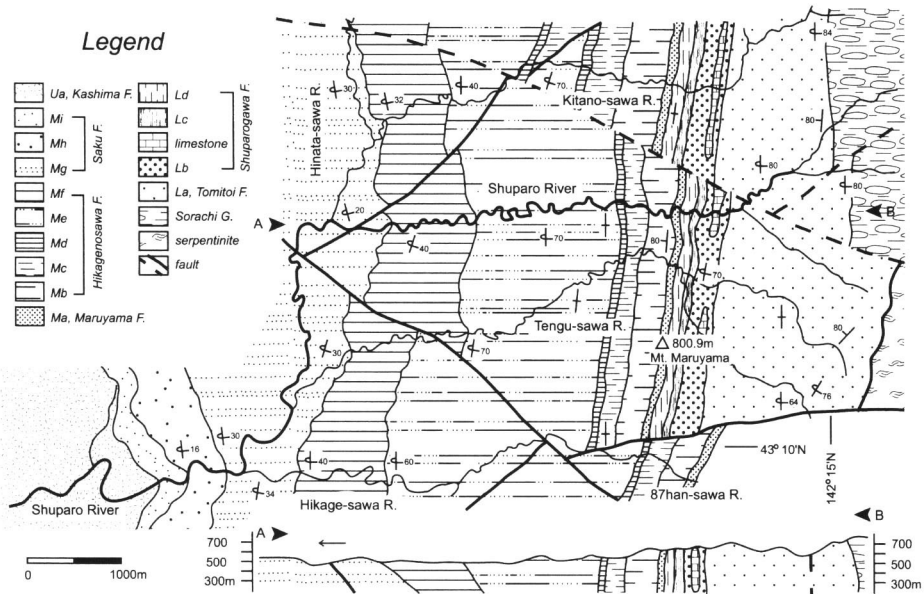 Legend
Ua, Kashima F.
Mi
Mh
Mg
Saku F.
Mf
Me
Md
Mc
Mb
Hikagenosawa F.
Ma, Maruyama F.
Ld
Lc
limestone
Lb
Shuparogawa F.
La, Tomitoi F.
Sorachi G.
serpentinite
fault
84
30
32
40
70
Kitano-sawa R.
Hinata-sawa R.
80
80
Shuparo River
80
A
20
40
70
80
B
70
Tengu-sawa R.
30
70
800.9m
Mt. Maruyama
80
76
64
30
16
40
60
34
43° 10'N
142° 15'N
87han-sawa R.
Hikage-sawa R.
Shuparo River
A
B
700
500
300m
700
500
300m
0
1000m